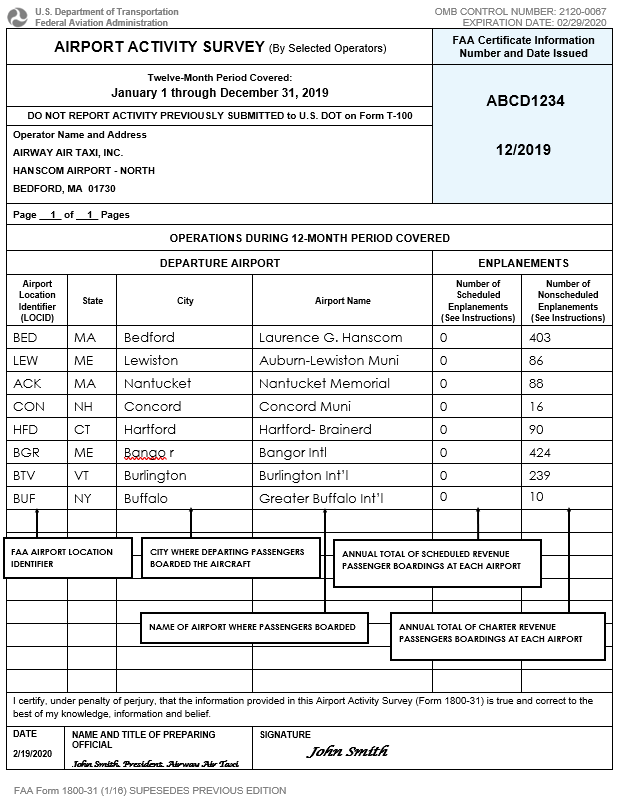 U.S. Department of Transportation
Federal Aviation Administration
OMB CONTROL NUMBER: 2120-0067
EXPIRATION DATE: 02/29/2020
AIRPORT ACTIVITY SURVEY (By Selected Operators)
FAA Certificate Information
Number and Date Issued
Twelve-Month Period Covered:
January 1 through December 31, 2019
DO NOT REPORT ACTIVITY PREVIOUSLY SUBMITTED to U.S. DOT on Form T-100
ABCD1234
12/2019
Operator Name and Address
AIRWAY AIR TAXI, INC.
HANSCOM AIRPORT - NORTH
BEDFORD, MA 01730
Page 1 of 1 Pages
OPERATIONS DURING 12-MONTH PERIOD COVERED
DEPARTURE AIRPORT ENPLANEMENTS
Airport
Location
Identifier
(LOCID)
State
City
Airport Name
Number of
Scheduled
Enplanements
(See Instructions)
Number of
Nonscheduled
Enplanements
(See Instructions)
BED MA Bedford Laurence G. Hanscom 0 403
LEW ME Lewiston Auburn-Lewiston Muni 0 86
ACK MA Nantucket Nantucket Memorial 0 88
CON NH Concord Concord Muni 0 16
HFD CT Hartford Hartford- Brainerd 0 90
BGR ME Bango r Bangor Intl 0 424
BTV VT Burlington Burlington Int'l 0 239
BUF NY Buffalo Greater Buffalo Int'l 0 10
FAA AIRPORT LOCATION
IDENTIFIER
CITY WHERE DEPARTING PASSENGERS
BOARDED THE AIRCRAFT
ANNUAL TOTAL OF SCHEDULED REVENUE
PASSENGER BOARDINGS AT EACH AIRPORT
NAME OF AIRPORT WHERE PASSENGERS BOARDED
ANNUAL TOTAL OF CHARTER REVENUE
PASSENGERS BOARDINGS AT EACH AIRPORT
I certify, under penalty of perjury, that the information provided in this Airport Activity Survey (Form 1800-31) is true and correct to the
best of my knowledge, information and belief.
DATE
2/19/2020
NAME AND TITLE OF PREPARING
OFFICIAL
John Smith, President, Airway Air Taxi
SIGNATURE
John Smith
FAA Form 1800-31 (1/16) SUPESEDES PREVIOUS EDITION